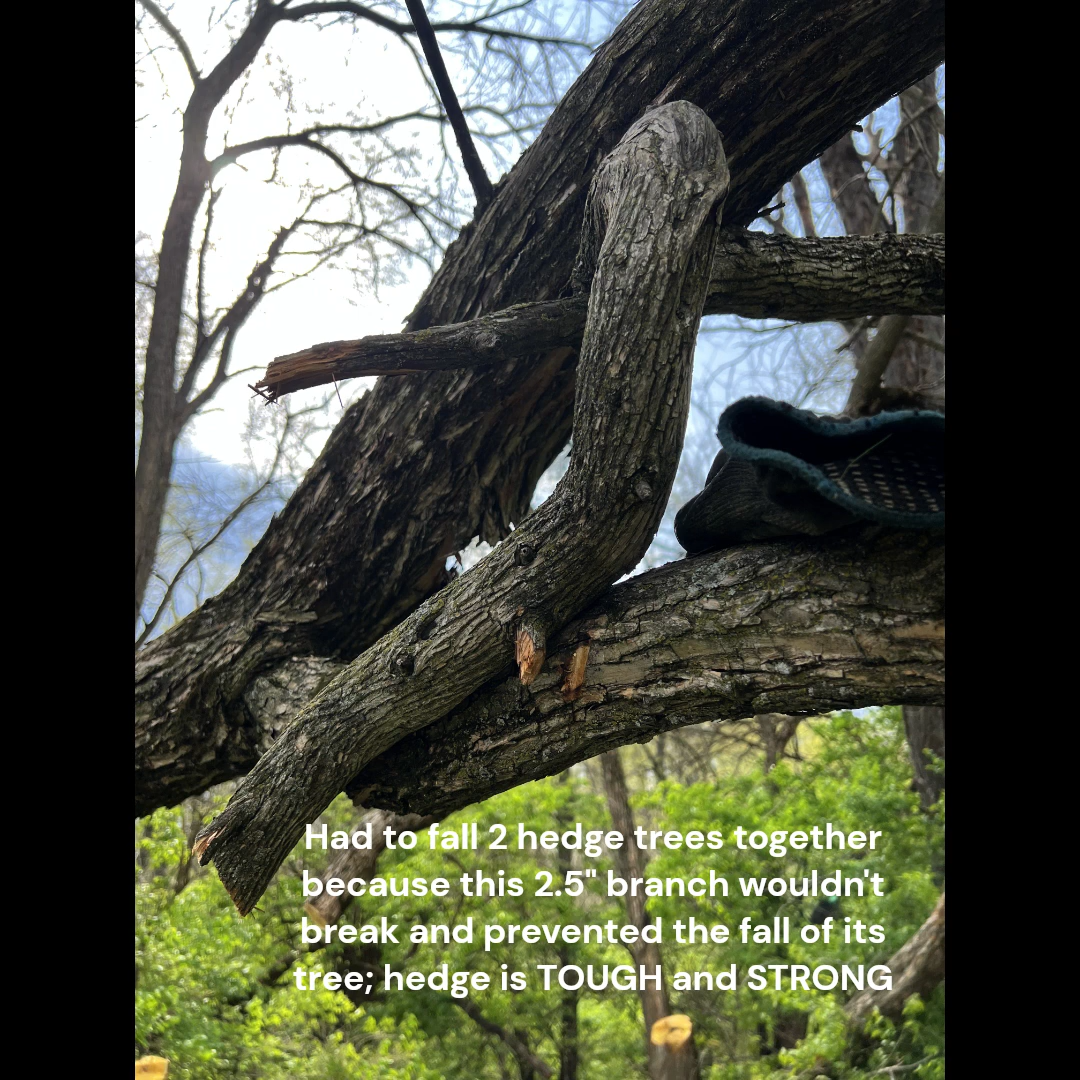 Had to fall 2 hedge trees together
because this 2.5" branch wouldn't
break and prevented the fall of its
tree; hedge is TOUGH and STRONG